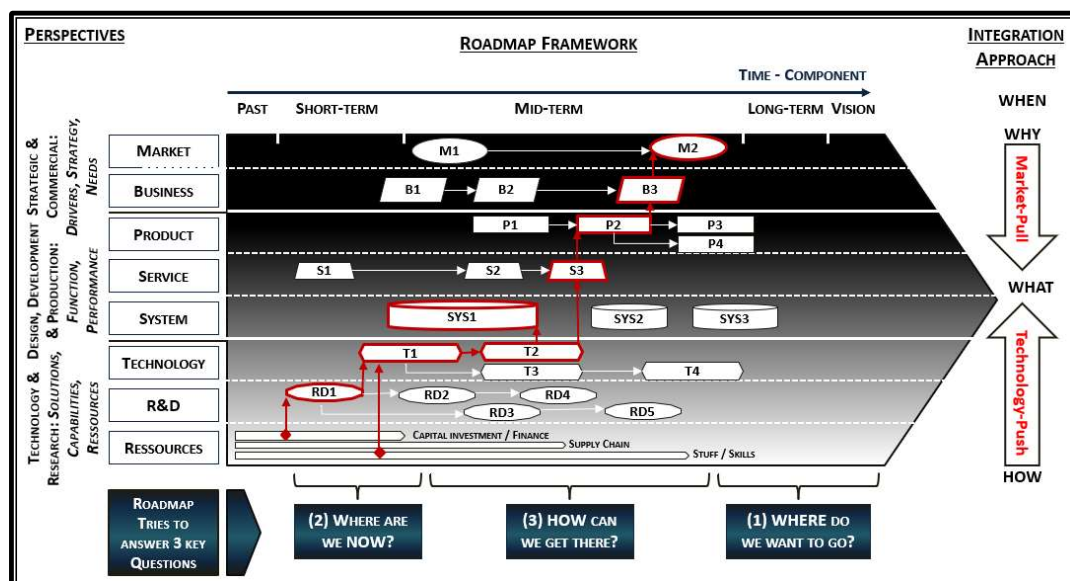 PERSPECTIVES
ROADMAP FRAMEWORK
INTEGRATION
APPROACH
TIME - COMPONENT
PAST
SHORT-TERM
MID-TERM
LONG-TERM
VISION
WHEN
WHY
Market-Pull
WHAT
Technology-Push
HOW
TECHNOLOGY & DESIGN, DEVELOPMENT STRATEGIC &
RESEARCH: SOLUTIONS, & PRODUCTION: COMMERCIAL:
CAPABILITIES, FUNCTION, DRIVERS, STRATEGY,
RESSOURCES PERFORMANCE NEEDS
MARKET
M1
M2
BUSINESS
B1
B2
B3
PRODUCT
P1
P2
P3
P4
SERVICE
S1
S2
S3
SYSTEM
SYS1
SYS2
SYS3
TECHNOLOGY
T1
T2
T3
T4
R&D
RD1
RD2
RD4
RD3
RD5
RESSOURCES
CAPITAL INVESTMENT / FINANCE
SUPPLY CHAIN
STUFF / SKILLS
ROADMAP
TRIES TO
ANSWER 3 KEY
QUESTIONS
(2) WHERE ARE
WE NOW?
(3) HOW CAN
WE GET THERE?
(1) WHERE DO
WE WANT TO GO?